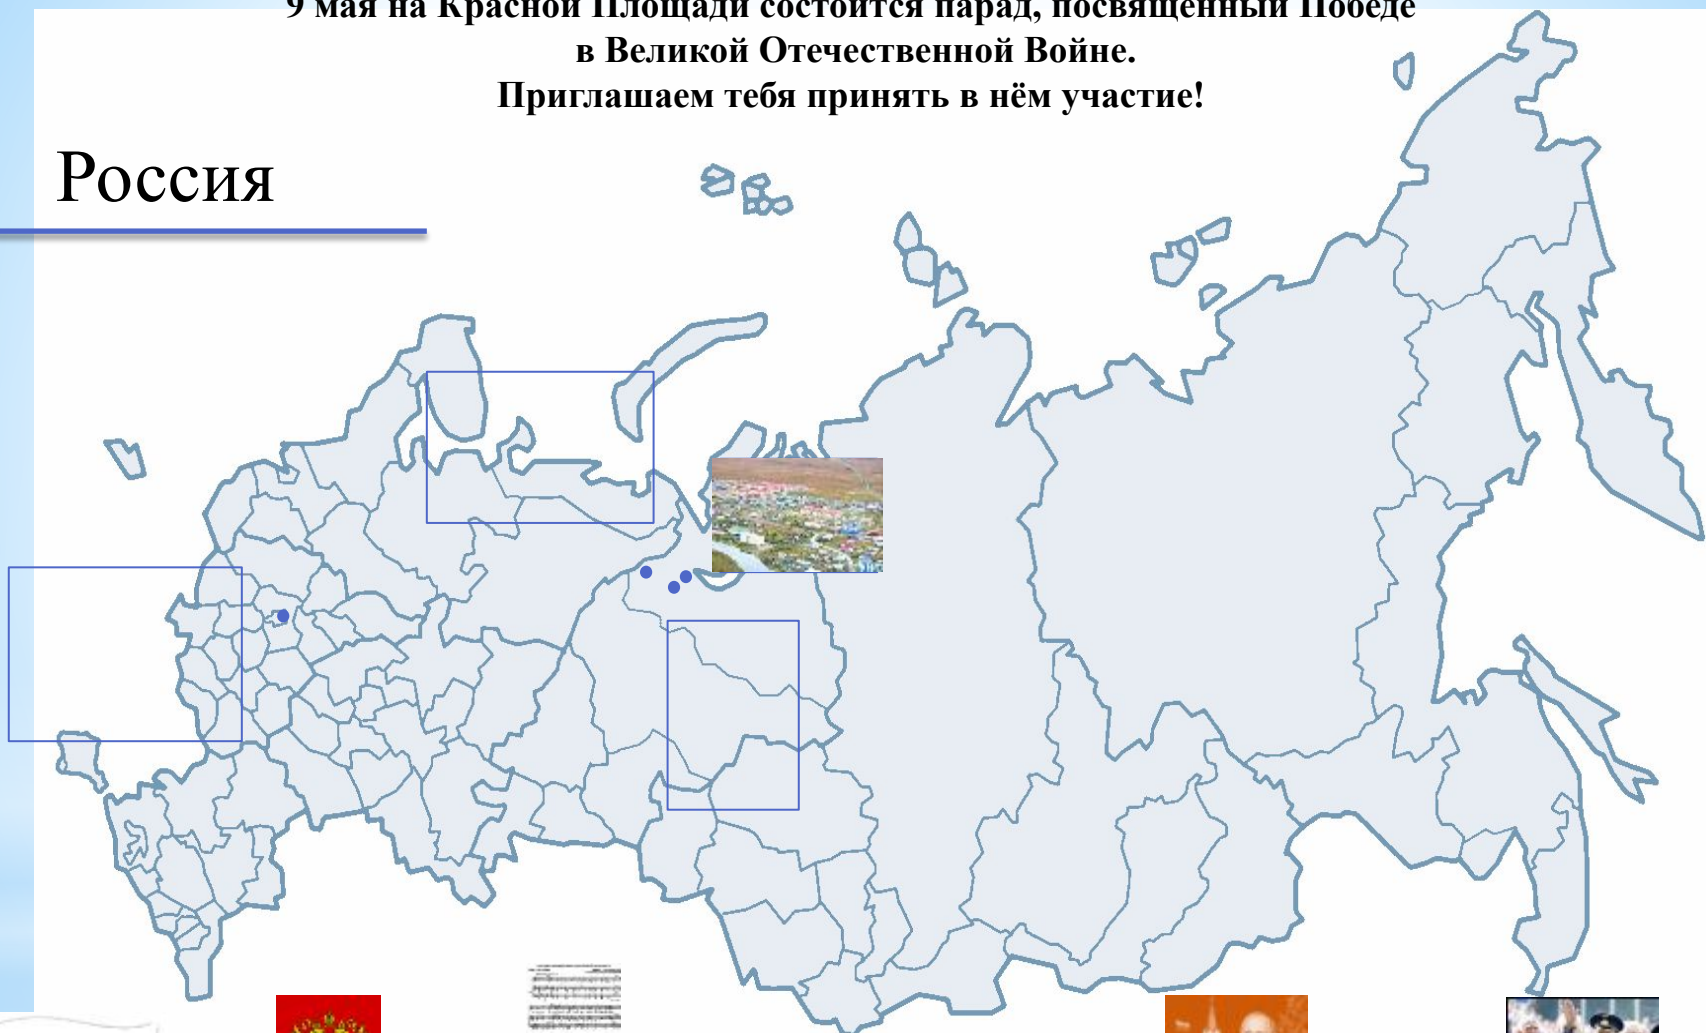 9 мая на Красной Площади состоится парад, посвященный Победе
в Великой Отечественной Войне.
Приглашаем тебя принять в нём участие!
Россия